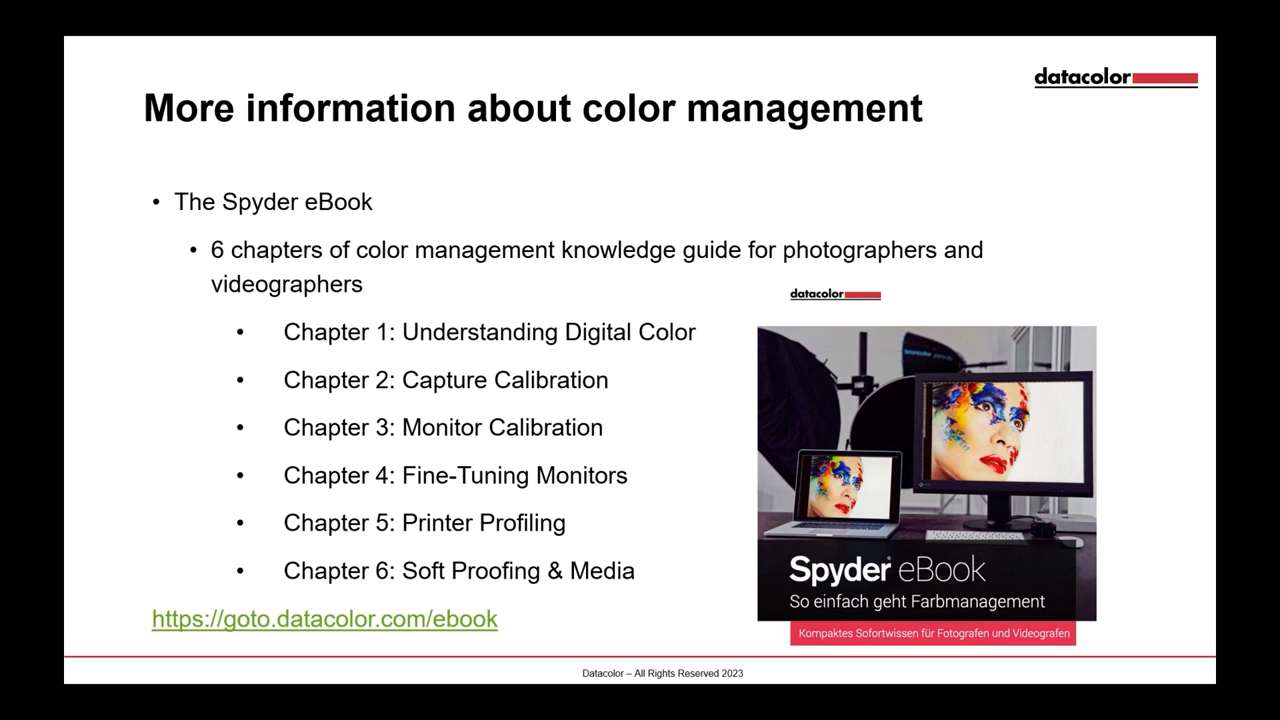 datacolor
More information about color management
• The Spyder eBook
• 6 chapters of color management knowledge guide for photographers and
videographers
• Chapter 1: Understanding Digital Color
• Chapter 2: Capture Calibration
• Chapter 3: Monitor Calibration
• Chapter 4: Fine-Tuning Monitors
• Chapter 5: Printer Profiling
• Chapter 6: Soft Proofing & Media
https://goto.datacolor.com/ebook
datacolor
Spyder® eBook
So einfach geht Farbmanagement
Kompaktes Sofortwissen für Fotografen und Videografen
Datacolor – All Rights Reserved 2023